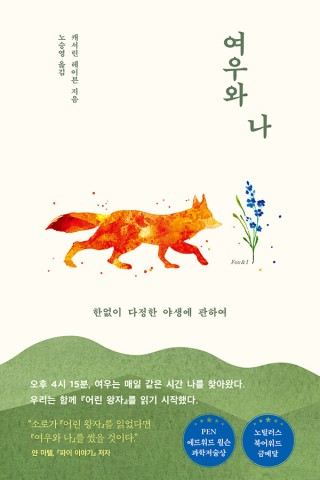 여우와 나
캐서린 레이븐 지음
노승영 옮김
Fox & I
한없이 다정한 야생에 관하여
오후 4시 15분, 여우는 매일 같은 시간 나를 찾아왔다.
우리는 함께 『어린 왕자』를 읽기 시작했다.
“소로가 『어린 왕자』를 읽었다면
『여우와 나』를 썼을 것이다.”
얀 마텔, 『파이 이야기』 저자
PEN
에드워드 윌슨
과학저술상
노틸러스
북어워드
금메달